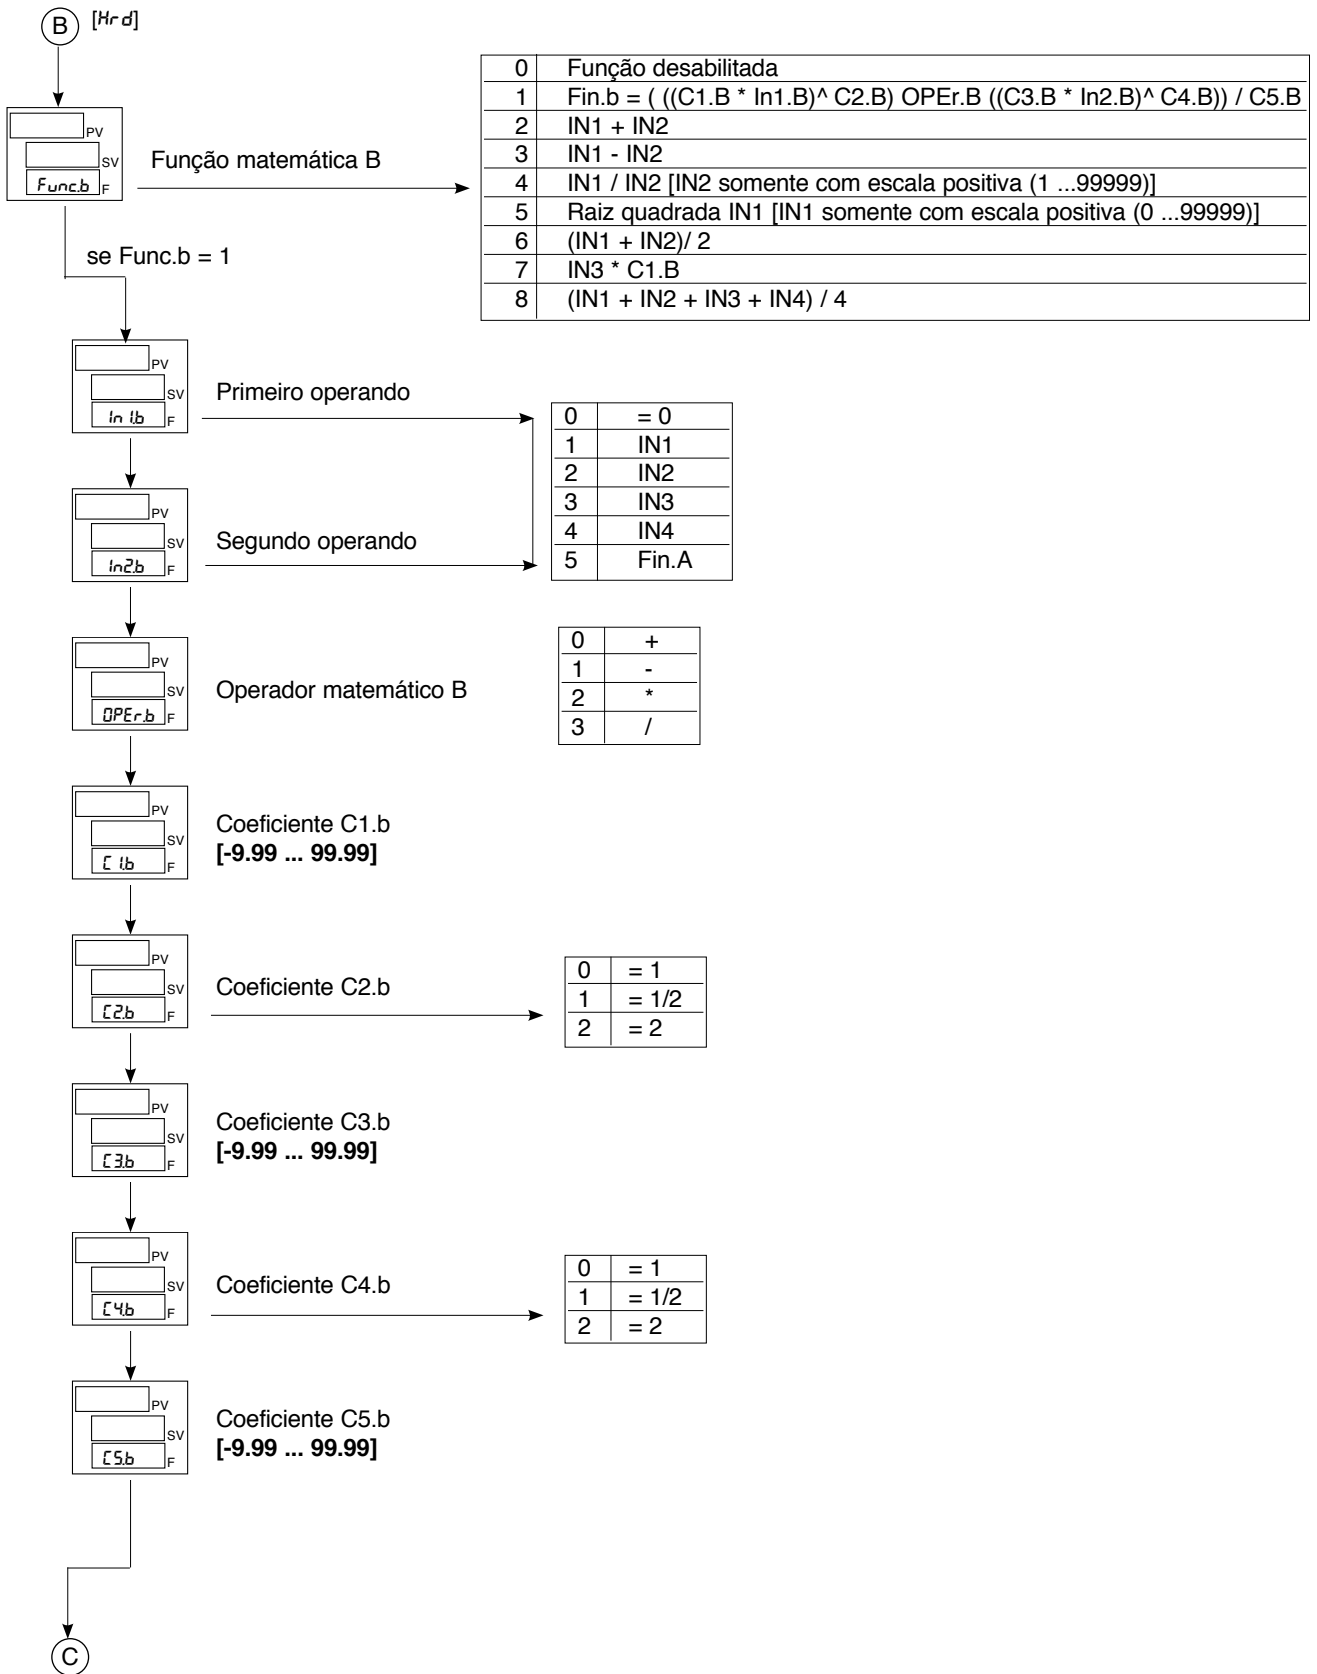 B [Hrd]
0 Função desabilitada
1 Fin.b = ( ((C1.B * In1.B)^ C2.B) OPEr.B ((C3.B * In2.B)^ C4.B)) / C5.B
2 IN1 + IN2
3 IN1 - IN2
4 IN1 / IN2 [IN2 somente com escala positiva (1 ...99999)]
5 Raiz quadrada IN1 [IN1 somente com escala positiva (0 ...99999)]
6 (IN1 + IN2)/ 2
7 IN3 * C1.B
8 (IN1 + IN2 + IN3 + IN4) / 4
PV
SV
Func.b F
Função matemática B
se Func.b = 1
PV
SV
In1.b F
Primeiro operando
0 = 0
1 IN1
2 IN2
3 IN3
4 IN4
5 Fin.A
PV
SV
In2.b F
Segundo operando
PV
SV
OPEr.b F
Operador matemático B
0 +
1 -
2 *
3 /
PV
SV
C1.b F
Coeficiente C1.b
[-9.99 ... 99.99]
PV
SV
C2.b F
Coeficiente C2.b
0 = 1
1 = 1/2
2 = 2
PV
SV
C3.b F
Coeficiente C3.b
[-9.99 ... 99.99]
PV
SV
C4.b F
Coeficiente C4.b
0 = 1
1 = 1/2
2 = 2
PV
SV
C5.b F
Coeficiente C5.b
[-9.99 ... 99.99]
C